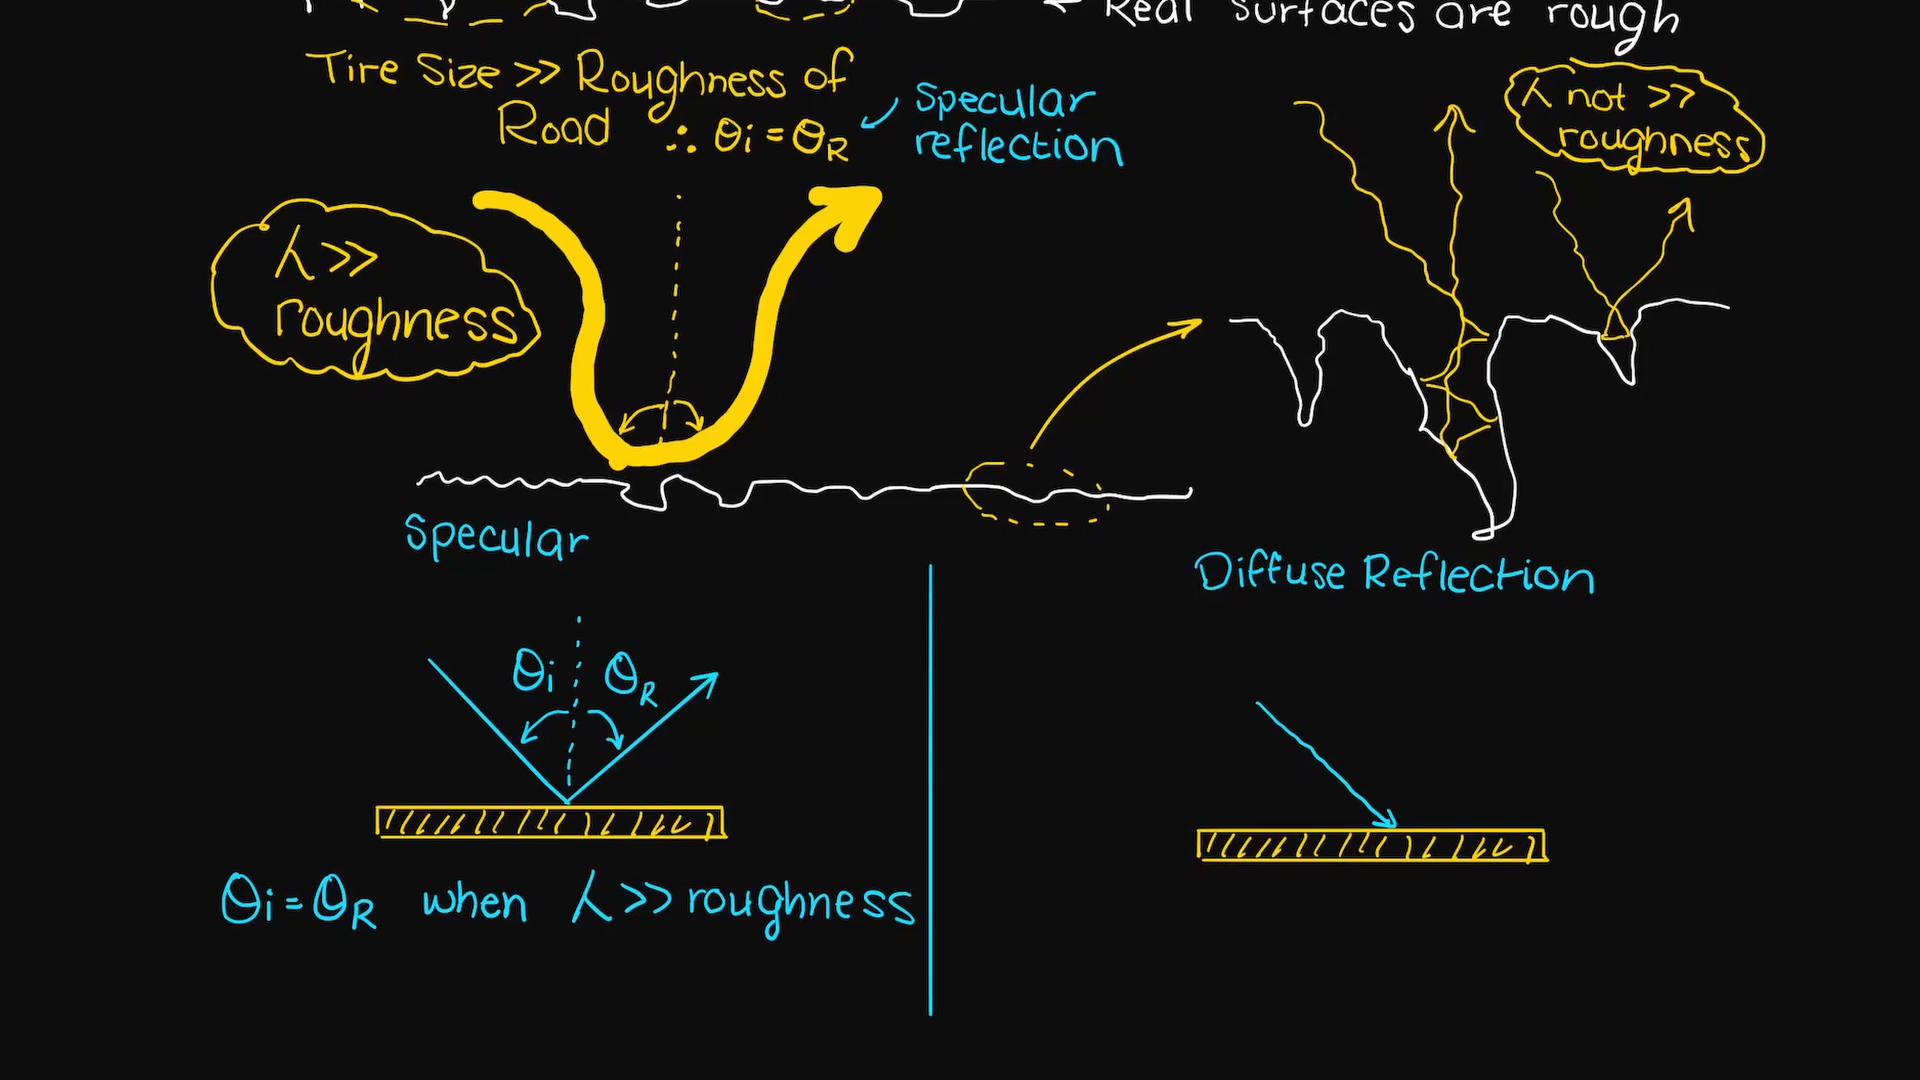 Real surfaces are rough
Tire Size >> Roughness of
Road ∴ θi = θR
Specular
reflection
λ not >>
roughness
λ >>
roughness
Specular
Diffuse Reflection
θi θR
θi = θR when λ >> roughness